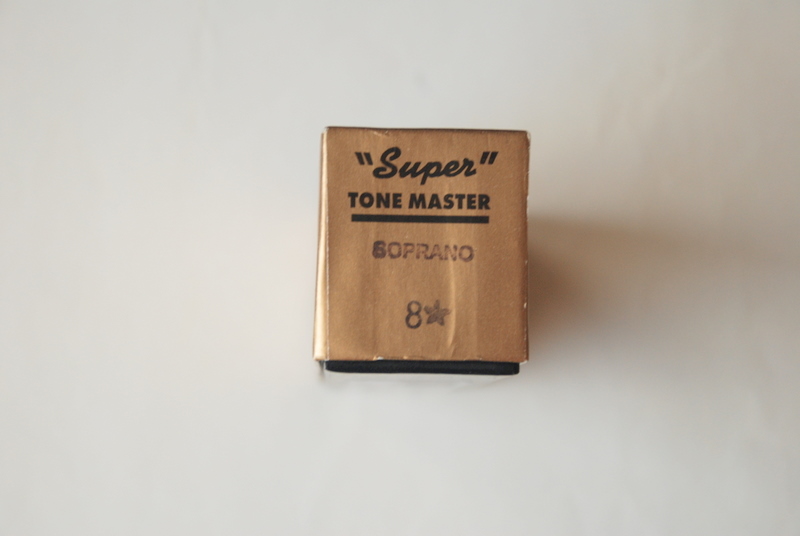 "Super"
TONE MASTER
SOPRANO
8★